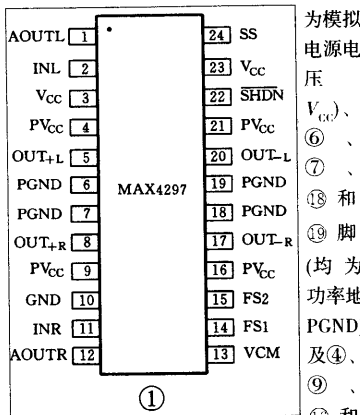 AOUTL 1
INL 2
VCC 3
PVCC 4
OUT+L 5
PGND 6
PGND 7
OUT+R 8
PVCC 9
GND 10
INR 11
AOUTR 12
MAX4297
24 SS
23 VCC
22 SHDN
21 PVCC
20 OUT-L
19 PGND
18 PGND
17 OUT-R
16 PVCC
15 FS2
14 FS1
13 VCM
①
为模拟
电源电
压
VCC)、
⑥ 、
⑦ 、
⑱ 和
⑲ 脚
(均 为
功率地
PGND
及④、
⑨ 、
和